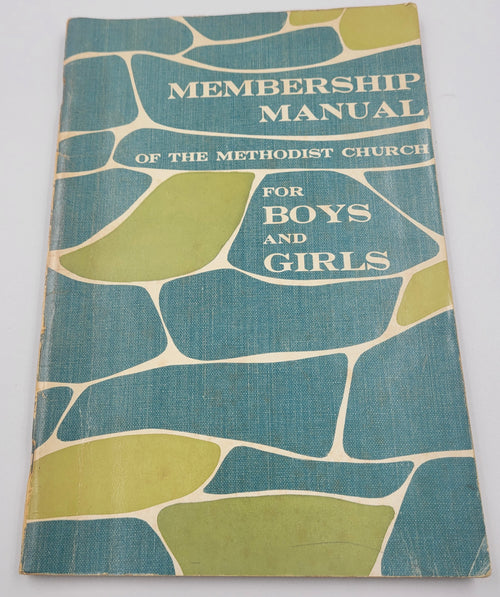 MEMBERSHIP
MANUAL
OF THE METHODIST CHURCH
FOR
BOYS
AND
GIRLS